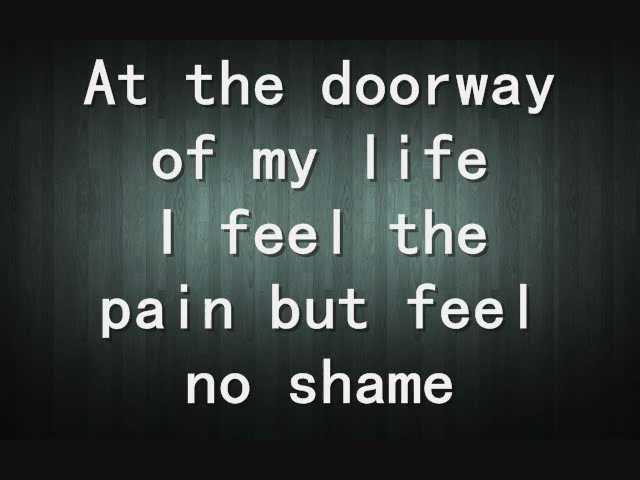 At the doorway
of my life
I feel the
pain but feel
no shame